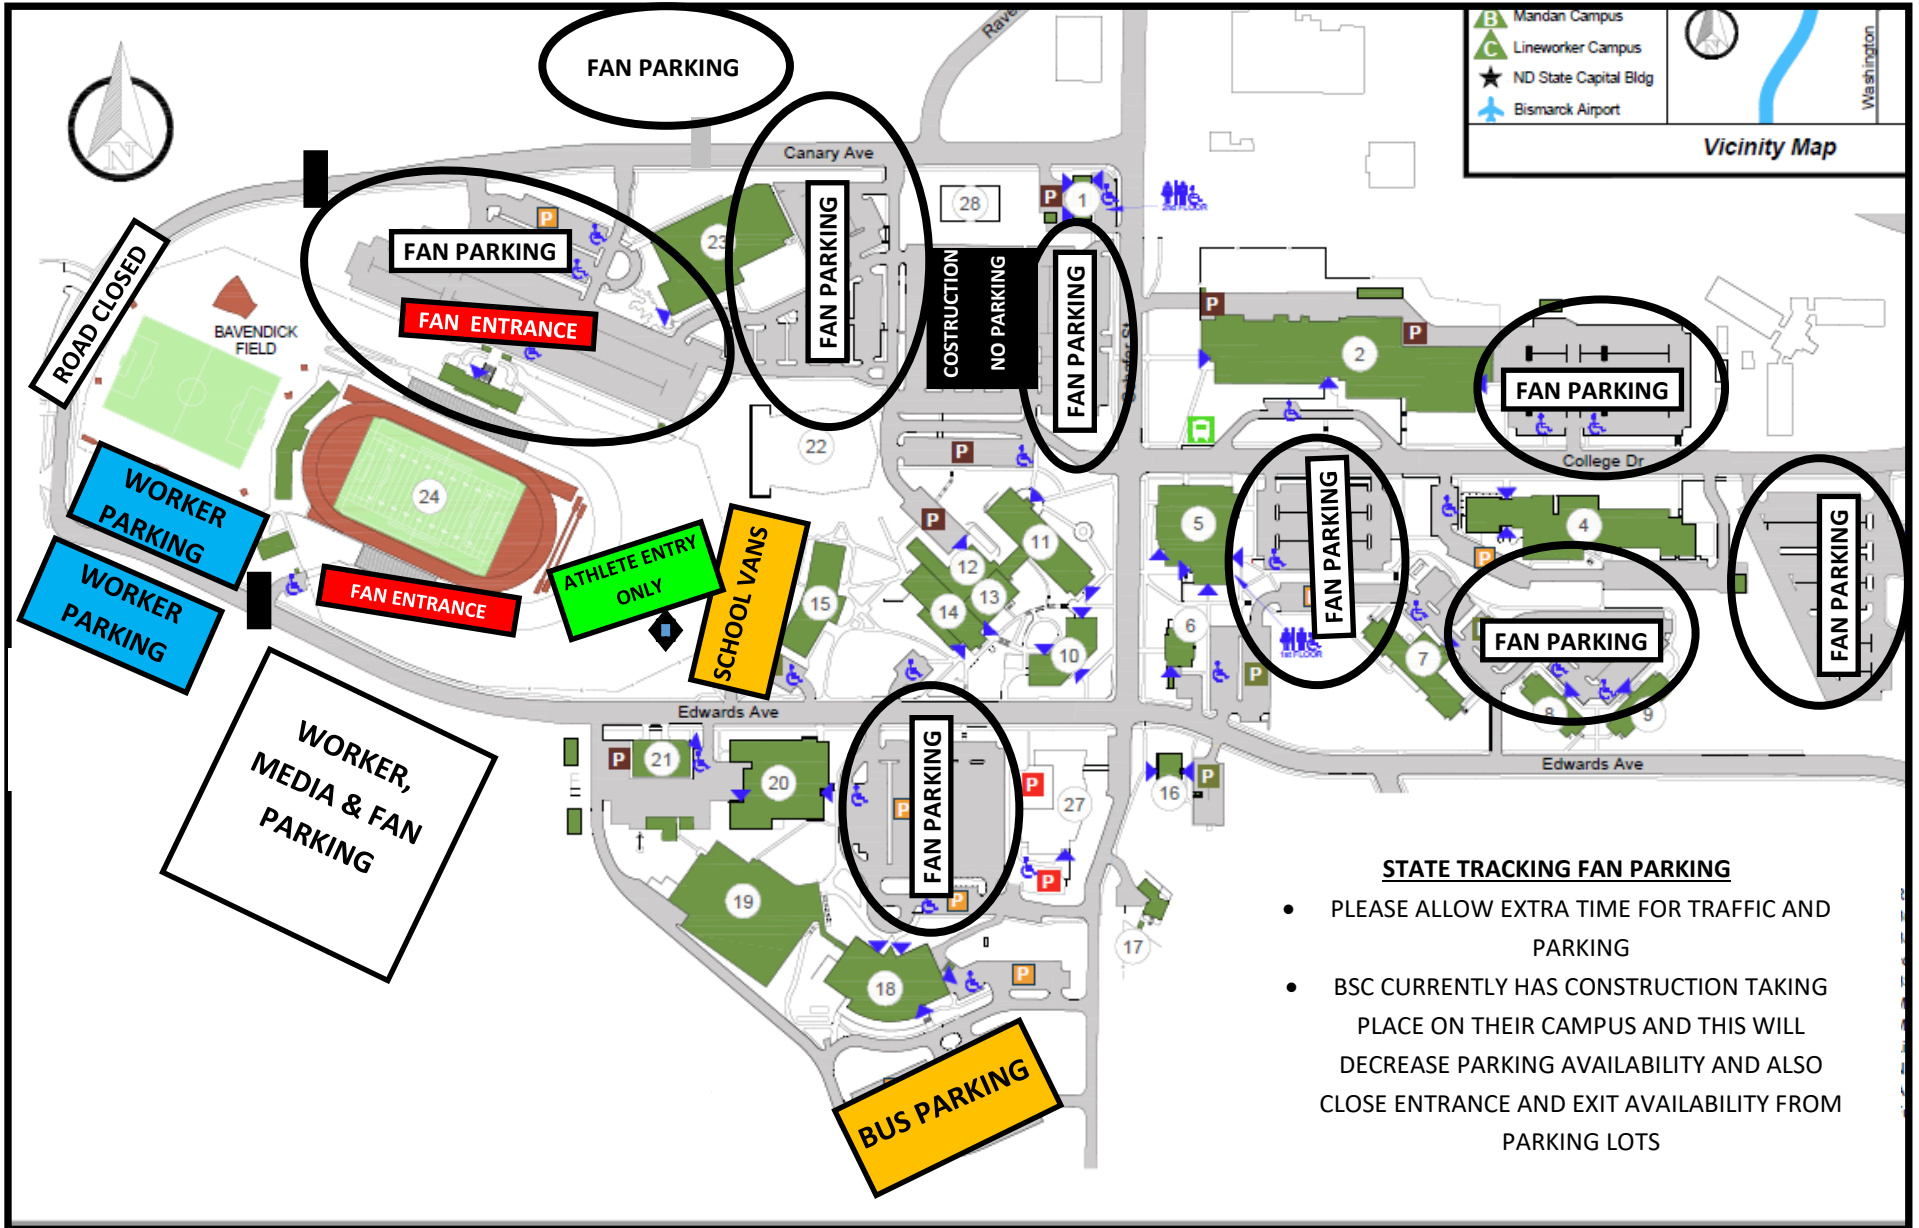 FAN PARKING
Rave
B Mandan Campus
C Lineworker Campus
ND State Capital Bldg
Bismarck Airport
Washington
Vicinity Map
N
Canary Ave
28
P
1
2nd FLOOR
P
FAN PARKING
23
FAN PARKING
COSTRUCTION
NO PARKING
FAN PARKING
ROAD CLOSED
BAVENDICK
FIELD
FAN ENTRANCE
P
2
P
FAN PARKING
22
P
College Dr
24
WORKER
PARKING
WORKER
PARKING
FAN ENTRANCE
ATHLETE ENTRY
ONLY
SCHOOL VANS
15
P
11
12
13
14
10
5
FAN PARKING
4
P
FAN PARKING
6
P
1st FLOOR
7
FAN PARKING
8
9
Edwards Ave
WORKER,
MEDIA & FAN
PARKING
P
21
20
P
FAN PARKING
P
27
P
P
16
P
Edwards Ave
19
18
P
17
BUS PARKING
STATE TRACKING FAN PARKING
• PLEASE ALLOW EXTRA TIME FOR TRAFFIC AND
PARKING
• BSC CURRENTLY HAS CONSTRUCTION TAKING
PLACE ON THEIR CAMPUS AND THIS WILL
DECREASE PARKING AVAILABILITY AND ALSO
CLOSE ENTRANCE AND EXIT AVAILABILITY FROM
PARKING LOTS